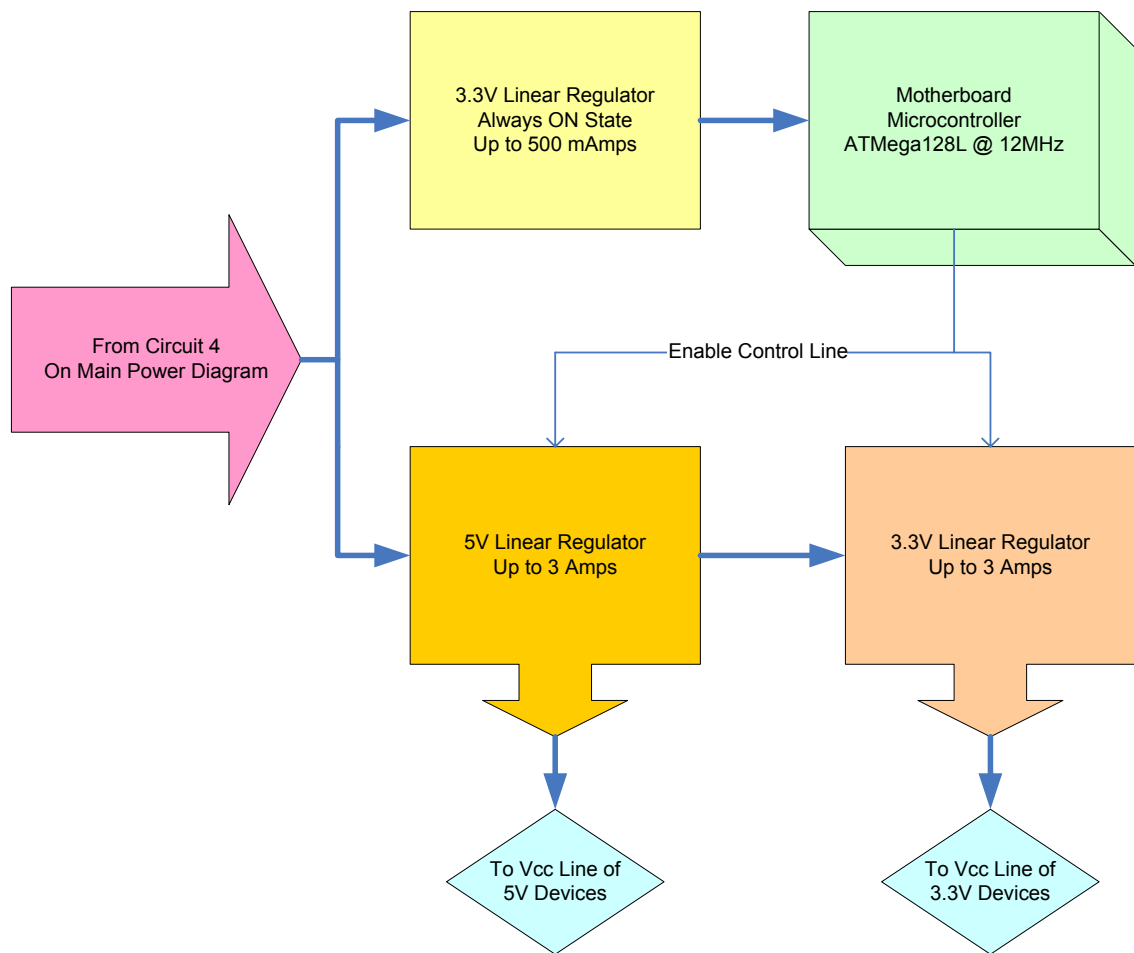 3.3V Linear Regulator
Always ON State
Up to 500 mAmps
Motherboard
Microcontroller
ATMega128L @ 12MHz
From Circuit 4
On Main Power Diagram
Enable Control Line
5V Linear Regulator
Up to 3 Amps
3.3V Linear Regulator
Up to 3 Amps
To Vcc Line of
5V Devices
To Vcc Line of
3.3V Devices